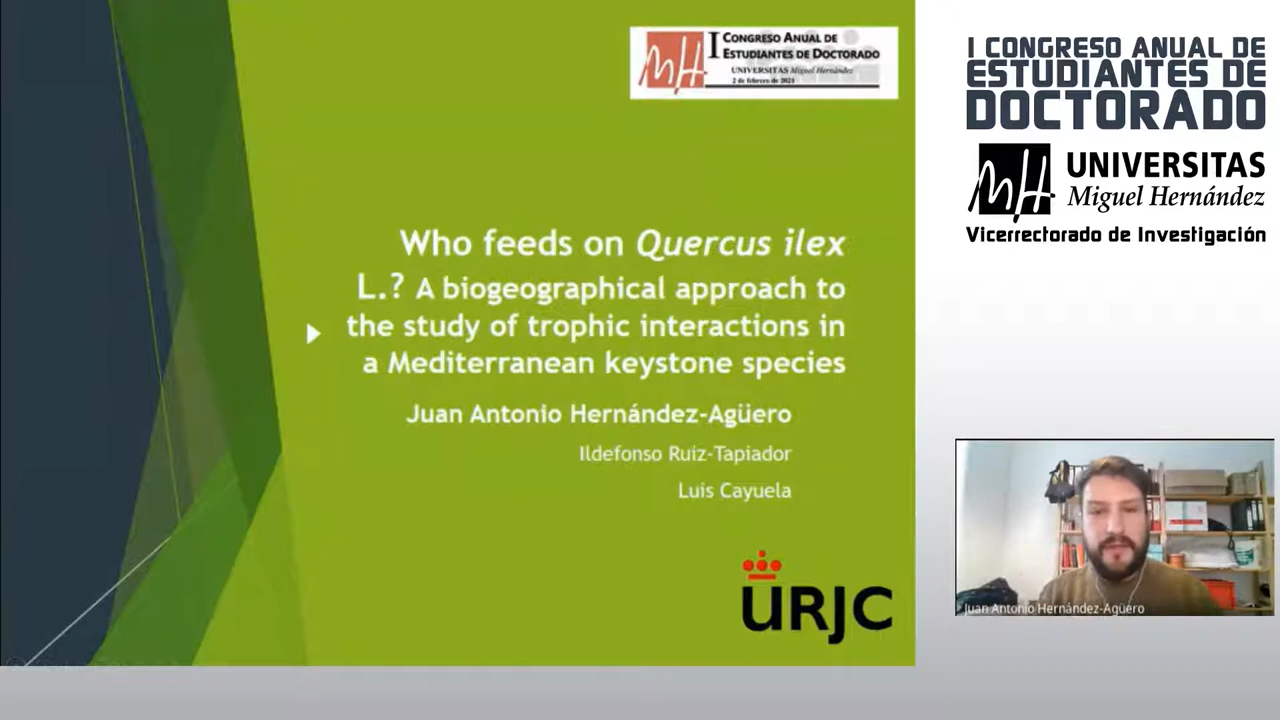 I CONGRESO ANUAL DE
ESTUDIANTES DE DOCTORADO
UNIVERSITAS Miguel Hernández
2 de febrero de 2021
Who feeds on Quercus ilex
L.? A biogeographical approach to
the study of trophic interactions in
a Mediterranean keystone species
Juan Antonio Hernández-Agüero
Ildefonso Ruiz-Tapiador
Luis Cayuela
URJC
I CONGRESO ANUAL DE
ESTUDIANTES DE
DOCTORADO
MH
UNIVERSITAS
Miguel Hernández
Vicerrectorado de Investigación
Juan Antonio Hernández-Agüero